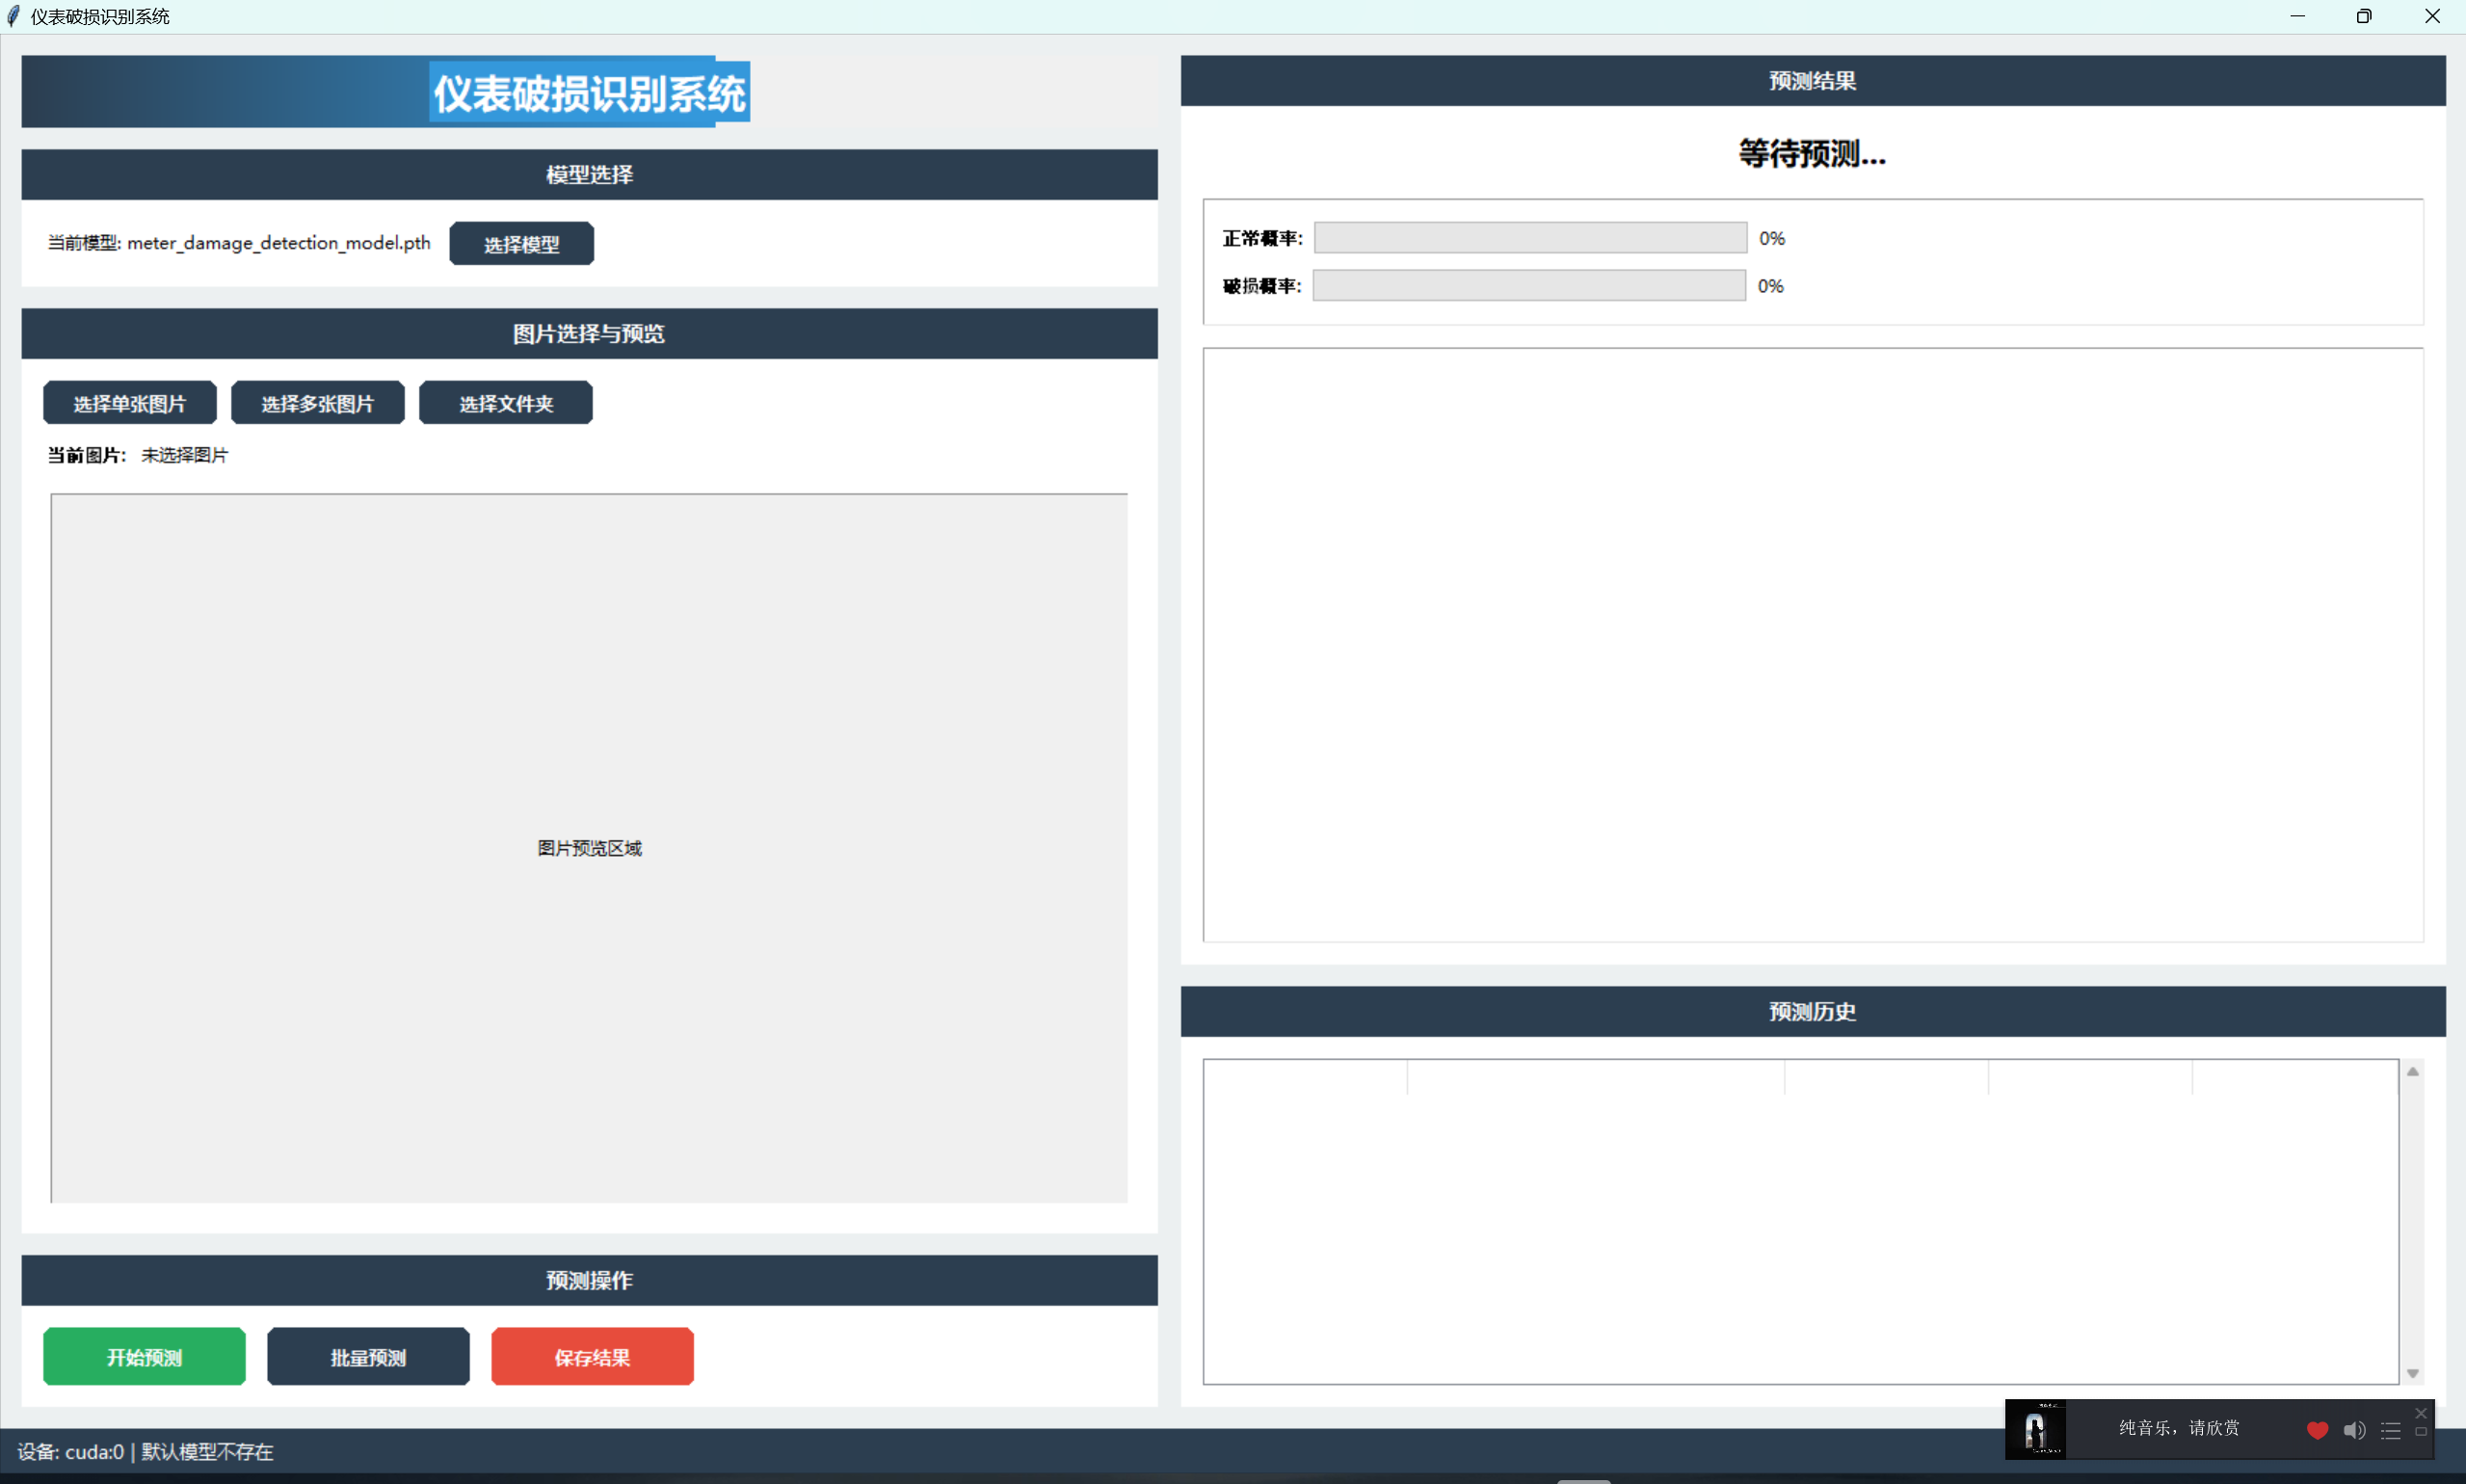 仪表破损识别系统
仪表破损识别系统
模型选择
当前模型: meter_damage_detection_model.pth
选择模型
图片选择与预览
选择单张图片
选择多张图片
选择文件夹
当前图片: 未选择图片
图片预览区域
预测操作
开始预测
批量预测
保存结果
预测结果
等待预测...
正常概率: 0%
破损概率: 0%
预测历史
设备: cuda:0 | 默认模型不存在
纯音乐，请欣赏